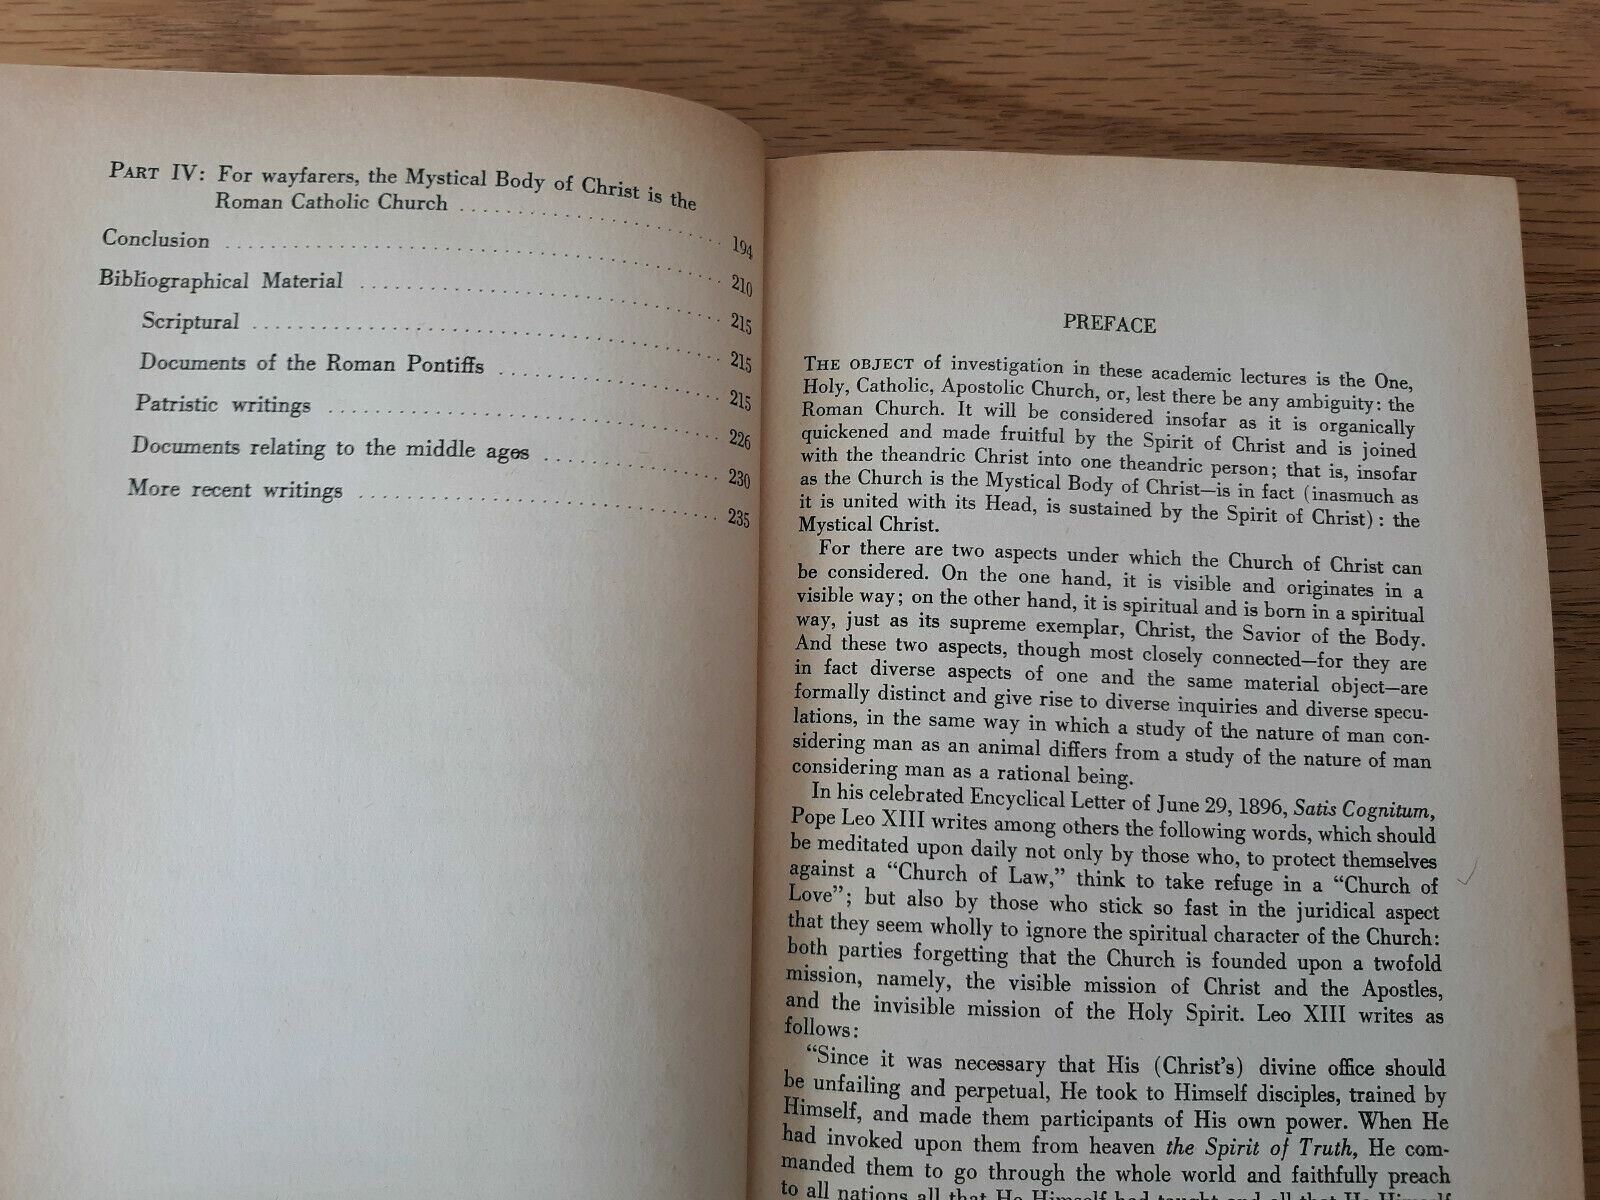 PART IV: For wayfarers, the Mystical Body of Christ is the
Roman Catholic Church .......... 194
Conclusion .......... 210
Bibliographical Material .......... 215
Scriptural .......... 215
Documents of the Roman Pontiffs .......... 215
Patristic writings .......... 226
Documents relating to the middle ages .......... 230
More recent writings .......... 235
PREFACE
THE OBJECT of investigation in these academic lectures is the One,
Holy, Catholic, Apostolic Church, or, lest there be any ambiguity: the
Roman Church. It will be considered insofar as it is organically
quickened and made fruitful by the Spirit of Christ and is joined
with the theandric Christ into one theandric person; that is, insofar
as the Church is the Mystical Body of Christ—is in fact (inasmuch as
it is united with its Head, is sustained by the Spirit of Christ): the
Mystical Christ.
For there are two aspects under which the Church of Christ can
be considered. On the one hand, it is visible and originates in a
visible way; on the other hand, it is spiritual and is born in a spiritual
way, just as its supreme exemplar, Christ, the Savior of the Body.
And these two aspects, though most closely connected—for they are
in fact diverse aspects of one and the same material object—are
formally distinct and give rise to diverse inquiries and diverse specu-
lations, in the same way in which a study of the nature of man con-
sidering man as an animal differs from a study of the nature of man
considering man as a rational being.
In his celebrated Encyclical Letter of June 29, 1896, Satis Cognitum,
Pope Leo XIII writes among others the following words, which should
be meditated upon daily not only by those who, to protect themselves
against a “Church of Law,” think to take refuge in a “Church of
Love”; but also by those who stick so fast in the juridical aspect
that they seem wholly to ignore the spiritual character of the Church:
both parties forgetting that the Church is founded upon a twofold
mission, namely, the visible mission of Christ and the Apostles,
and the invisible mission of the Holy Spirit. Leo XIII writes as
follows:
“Since it was necessary that His (Christ’s) divine office should
be unfailing and perpetual, He took to Himself disciples, trained by
Himself, and made them participants of His own power. When He
had invoked upon them from heaven the Spirit of Truth, He com-
manded them to go through the whole world and faithfully preach
to all nations all that He Himself had taught and all that He Himself